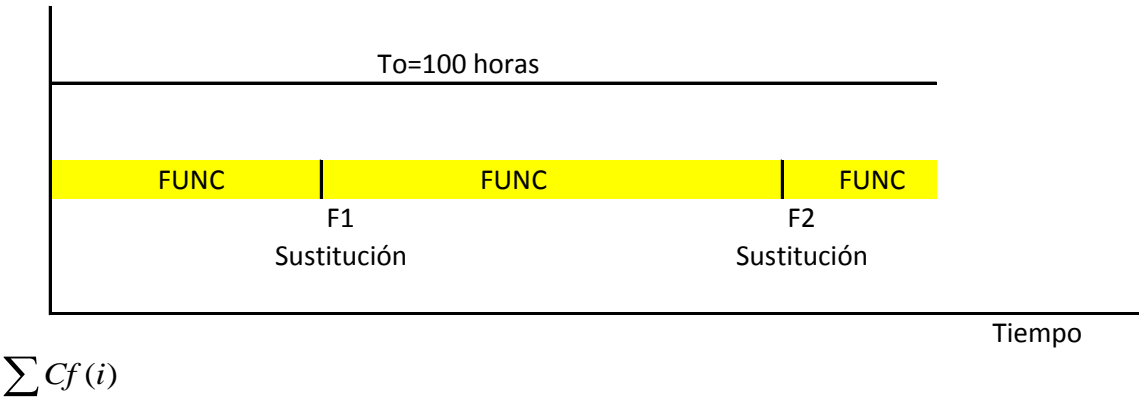 To=100 horas
FUNC FUNC FUNC
F1 F2
Sustitución Sustitución
Tiempo
∑Cf(i)